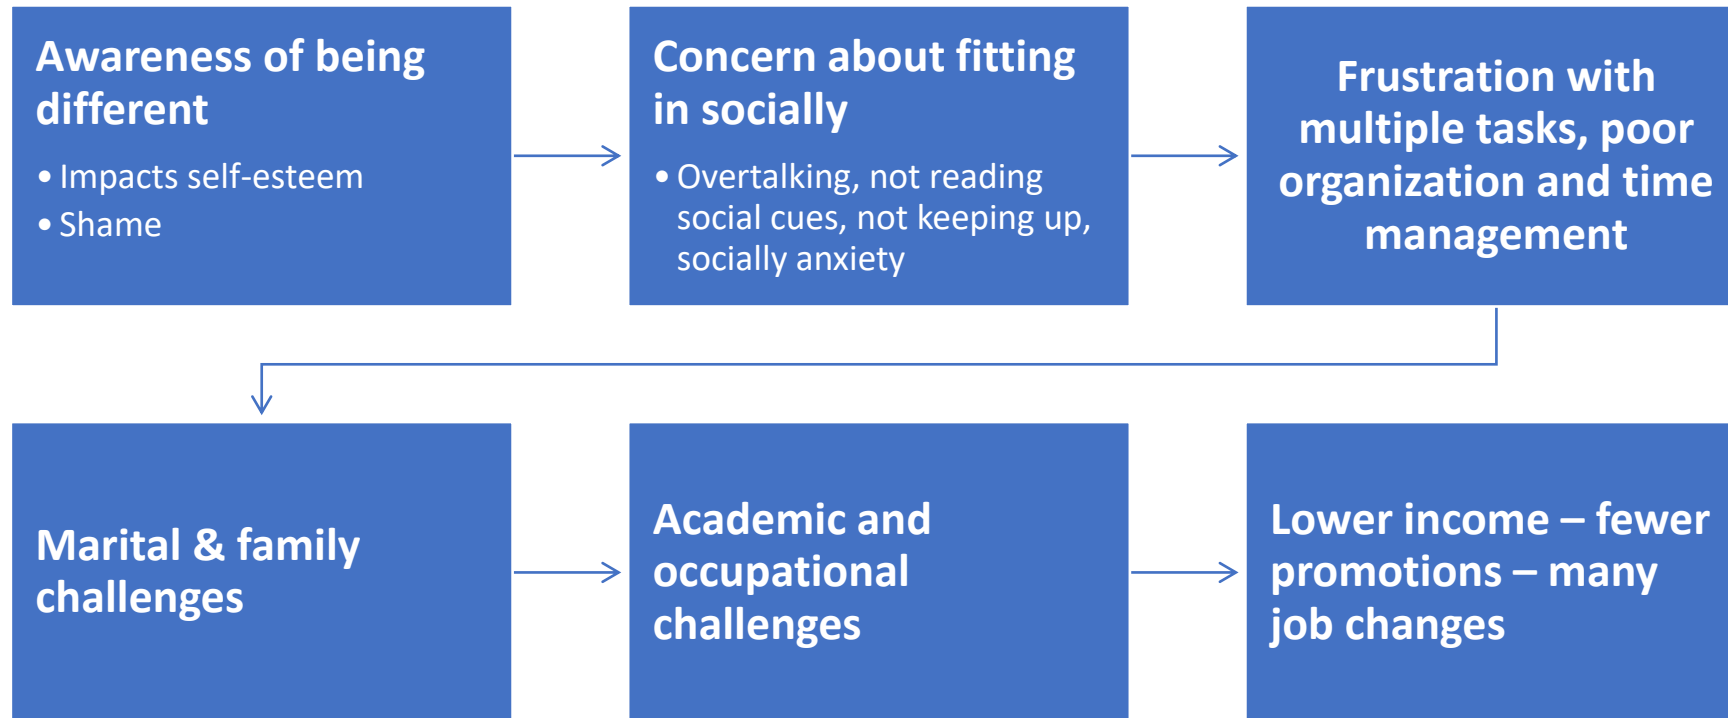 Awareness of being
different
• Impacts self-esteem
• Shame
Concern about fitting
in socially
• Overtalking, not reading
social cues, not keeping up,
socially anxiety
Frustration with
multiple tasks, poor
organization and time
management
Marital & family
challenges
Academic and
occupational
challenges
Lower income – fewer
promotions – many
job changes